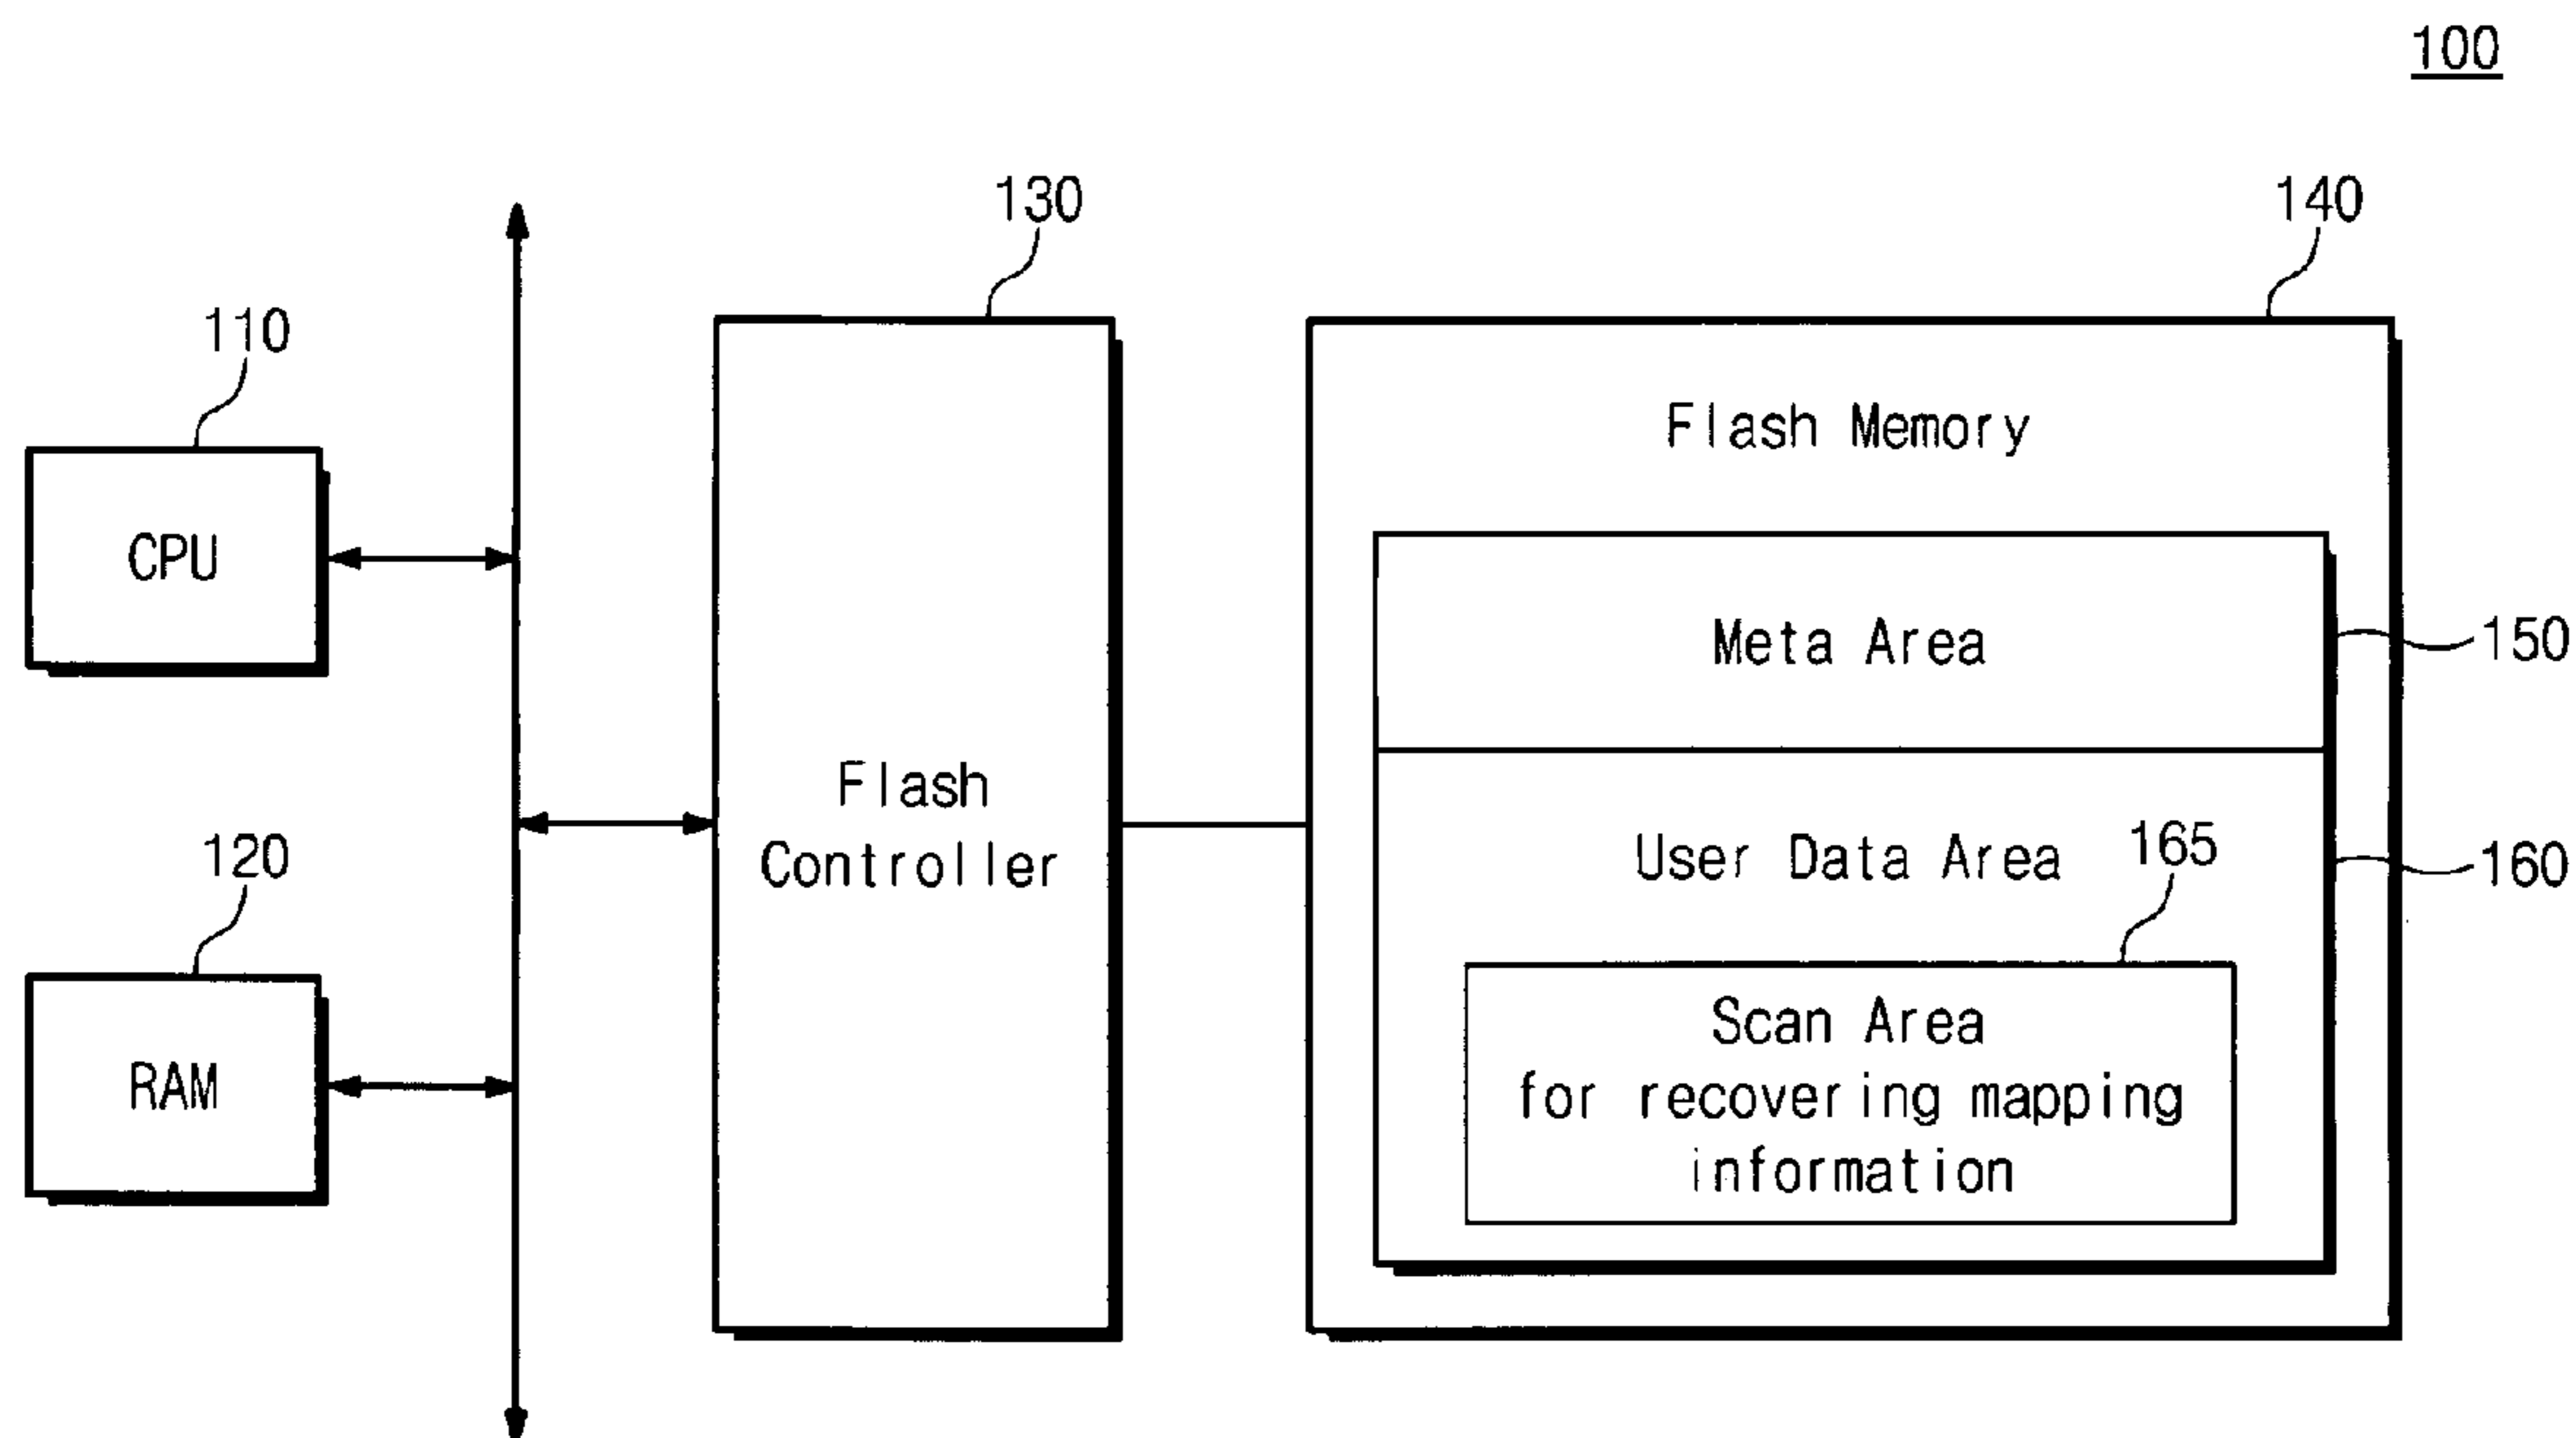 100
130
140
110
Flash Memory
CPU
Meta Area
150
Flash
Controller
120
User Data Area
165
160
RAM
Scan Area
for recovering mapping
information